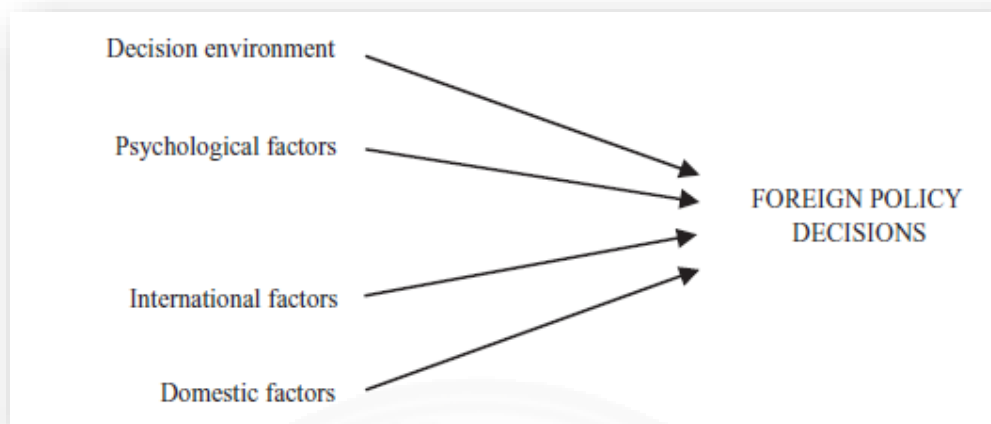 Decision environment
Psychological factors
FOREIGN POLICY
DECISIONS
International factors
Domestic factors